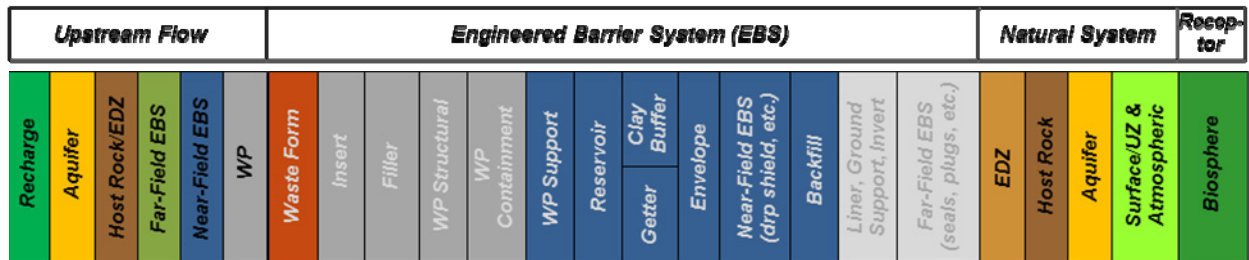 Upstream Flow
Engineered Barrier System (EBS)
Natural System
Recep-
tor
Recharge
Aquifer
Host Rock/EDZ
Far-Field EBS
Near-Field EBS
WP
Waste Form
Insert
Filler
WP Structural
WP
Containment
WP Support
Reservoir
Clay
Buffer
Getter
Envelope
Near-Field EBS
(drp shield, etc.)
Backfill
Liner, Ground
Support, Invert
Far-Field EBS
(seals, plugs, etc.)
EDZ
Host Rock
Aquifer
Surface/UZ &
Atmospheric
Biosphere